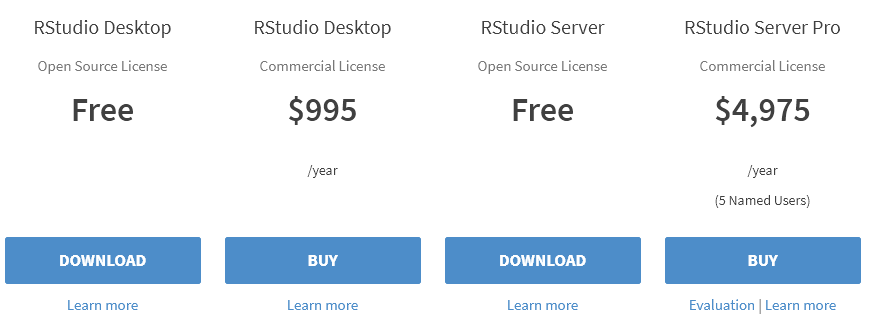 RStudio Desktop
Open Source License
Free
DOWNLOAD
Learn more
RStudio Desktop
Commercial License
$995
/year
BUY
Learn more
RStudio Server
Open Source License
Free
DOWNLOAD
Learn more
RStudio Server Pro
Commercial License
$4,975
/year
(5 Named Users)
BUY
Evaluation | Learn more